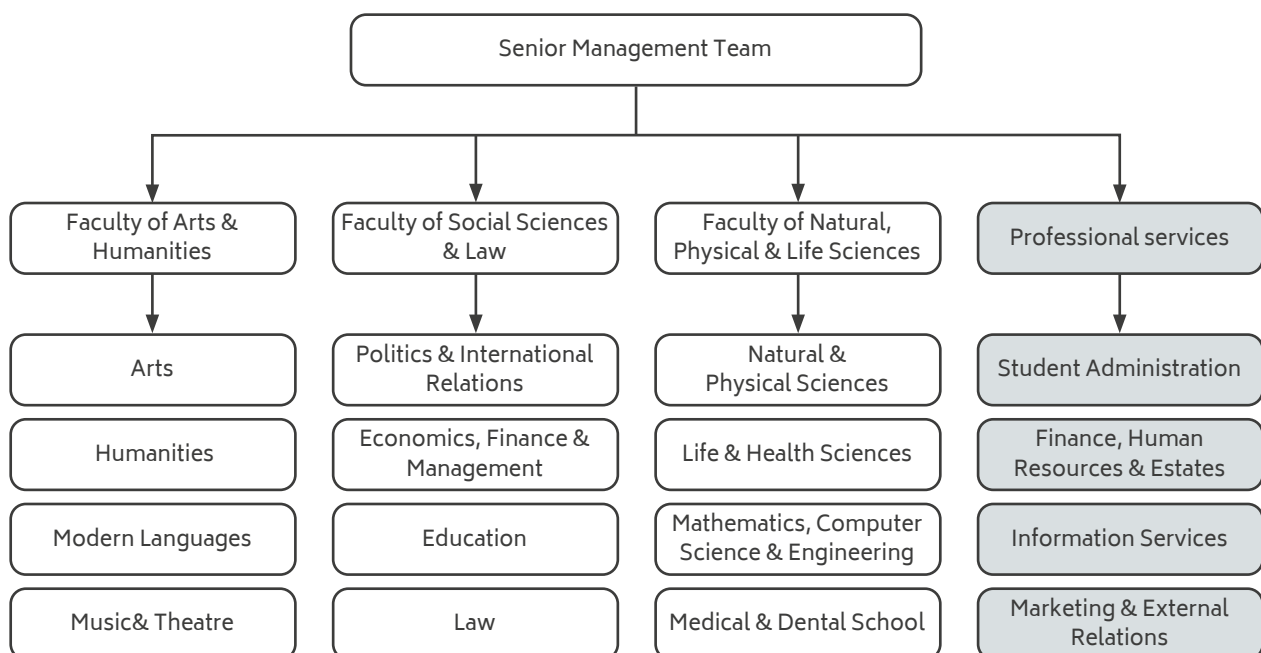 Senior Management Team
Faculty of Arts &
Humanities
Faculty of Social Sciences
& Law
Faculty of Natural,
Physical & Life Sciences
Professional services
Arts
Politics & International
Relations
Natural &
Physical Sciences
Student Administration
Humanities
Economics, Finance &
Management
Life & Health Sciences
Finance, Human
Resources & Estates
Modern Languages
Education
Mathematics, Computer
Science & Engineering
Information Services
Music& Theatre
Law
Medical & Dental School
Marketing & External
Relations